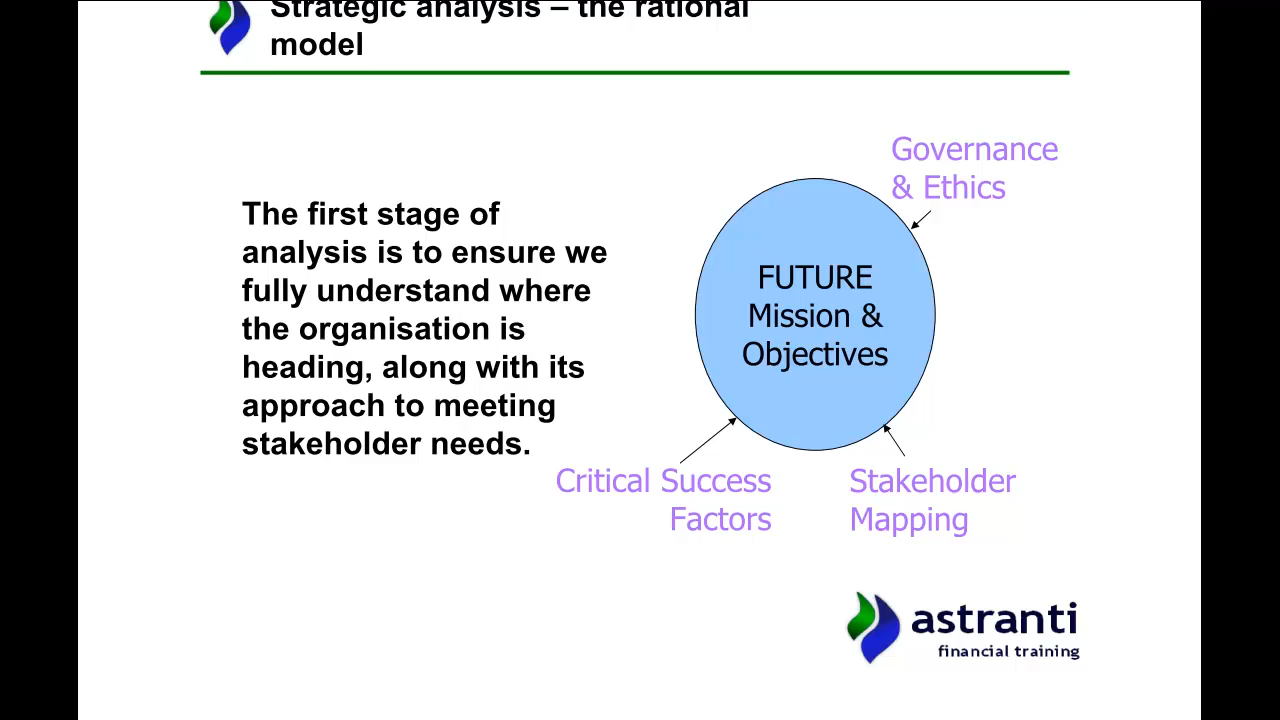 Strategic analysis – the rational
model
The first stage of
analysis is to ensure we
fully understand where
the organisation is
heading, along with its
approach to meeting
stakeholder needs.
Governance
& Ethics
FUTURE
Mission &
Objectives
Critical Success
Factors
Stakeholder
Mapping
astranti
financial training